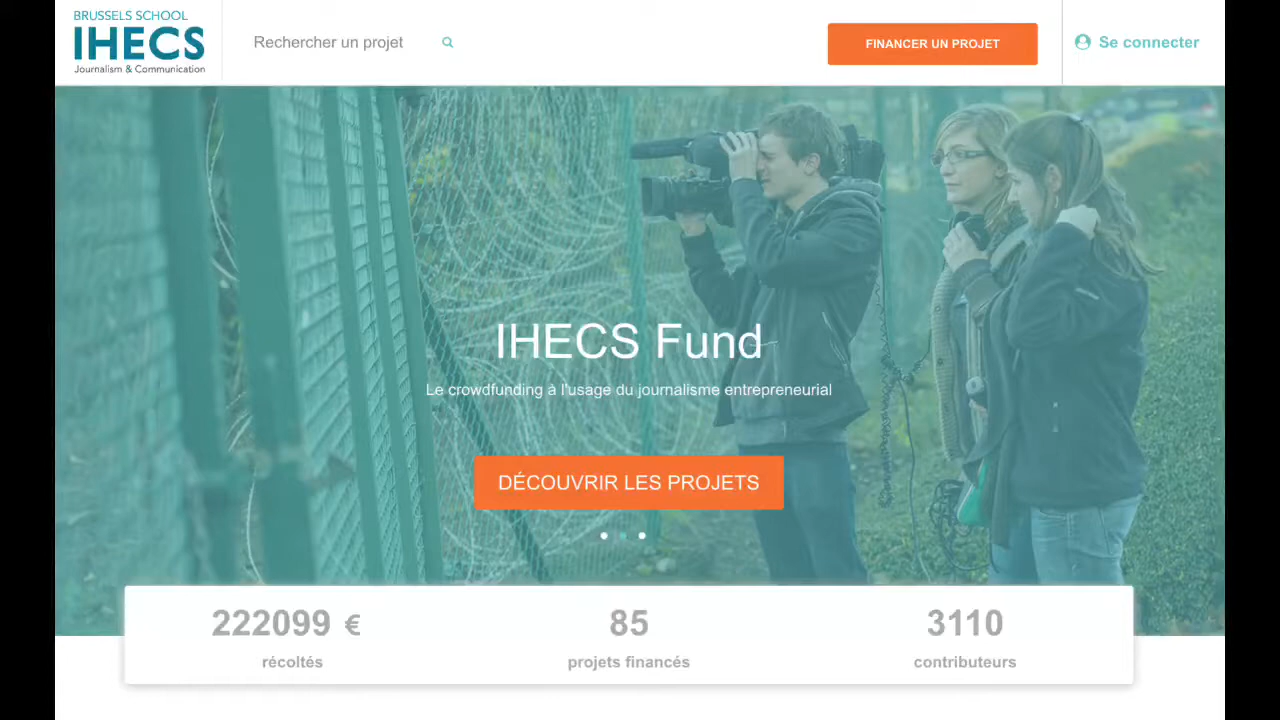 BRUSSELS SCHOOL
IHECS
Journalism & Communication
Rechercher un projet
FINANCER UN PROJET
Se connecter
IHECS Fund
Le crowdfunding à l'usage du journalisme entrepreneurial
DÉCOUVRIR LES PROJETS
222099 €
récoltés
85
projets financés
3110
contributeurs